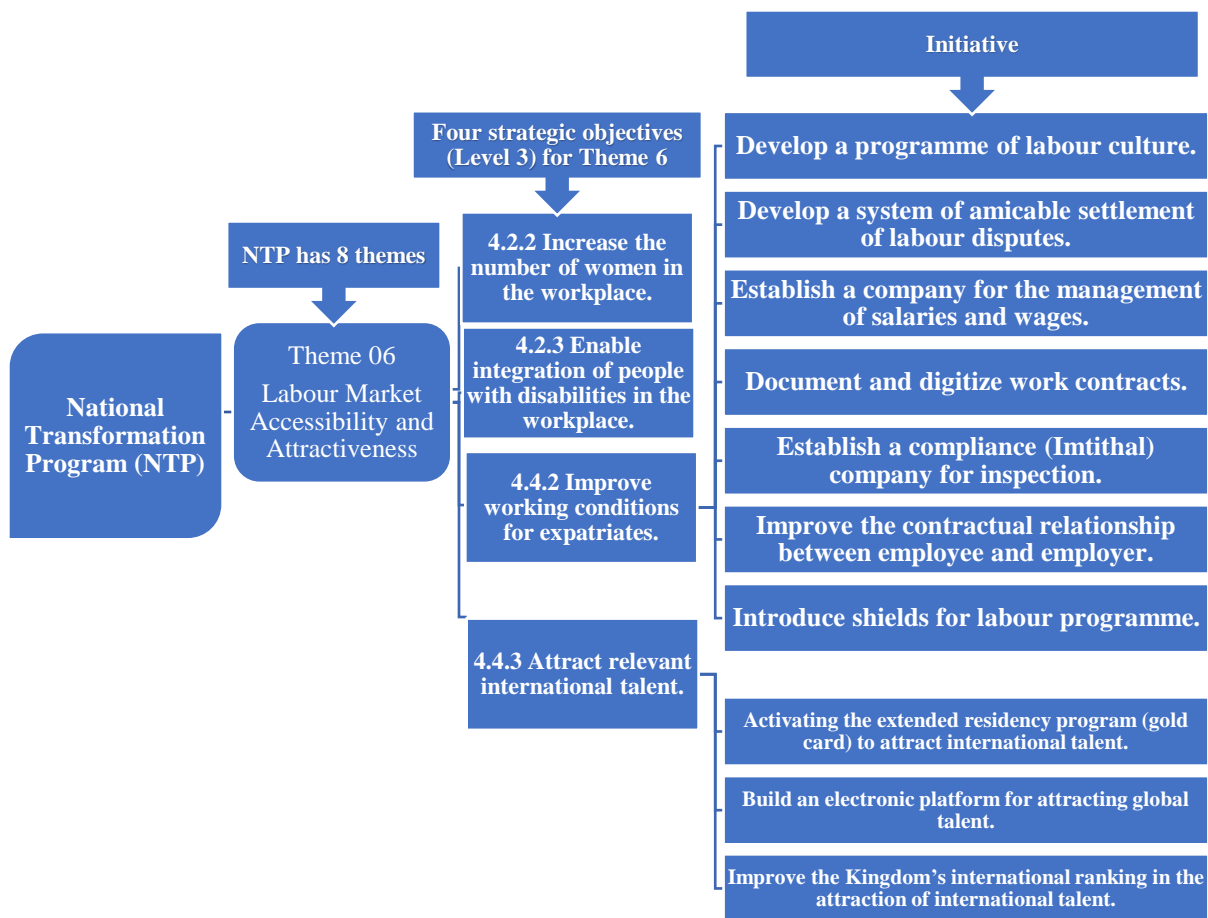 Initiative
Four strategic objectives
(Level 3) for Theme 6
NTP has 8 themes
National
Transformation
Program (NTP)
Theme 06
Labour Market
Accessibility and
Attractiveness
4.2.2 Increase the
number of women in
the workplace.
4.2.3 Enable
integration of people
with disabilities in the
workplace.
4.4.2 Improve
working conditions
for expatriates.
4.4.3 Attract relevant
international talent.
Develop a programme of labour culture.
Develop a system of amicable settlement
of labour disputes.
Establish a company for the management
of salaries and wages.
Document and digitize work contracts.
Establish a compliance (Imtithal)
company for inspection.
Improve the contractual relationship
between employee and employer.
Introduce shields for labour programme.
Activating the extended residency program (gold
card) to attract international talent.
Build an electronic platform for attracting global
talent.
Improve the Kingdom’s international ranking in the
attraction of international talent.